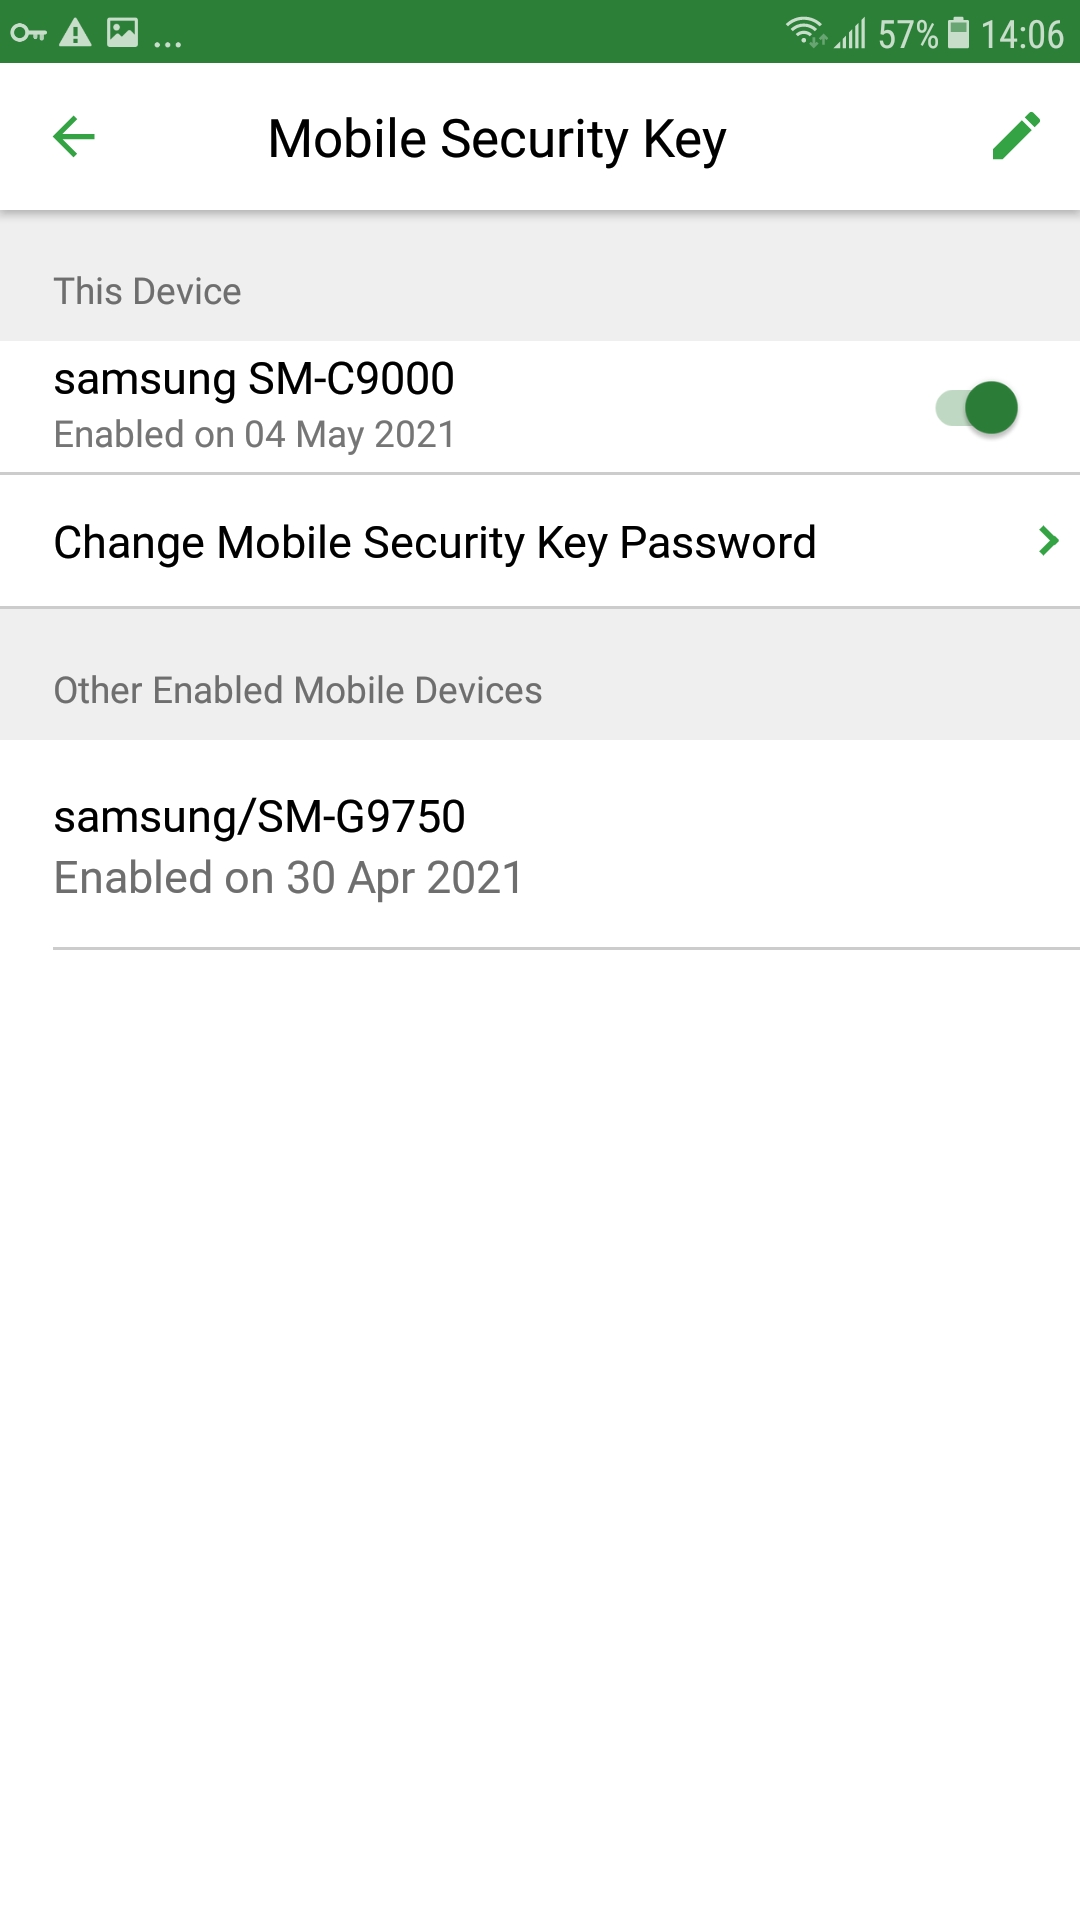 ... 57% 14:06
Mobile Security Key
This Device
samsung SM-C9000
Enabled on 04 May 2021
Change Mobile Security Key Password
Other Enabled Mobile Devices
samsung/SM-G9750
Enabled on 30 Apr 2021